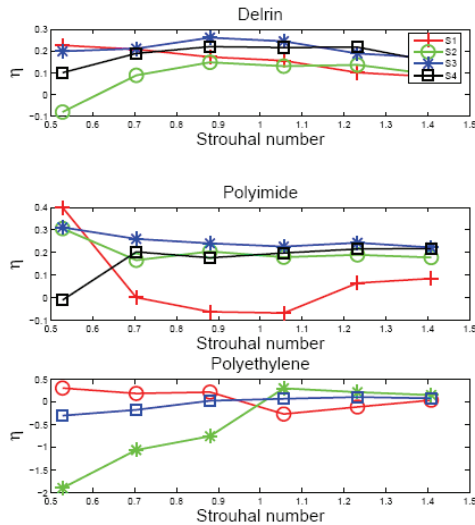 Delrin
0.3
0.2
0.1
0
−0.1
η
S1
S2
S3
S4
0.5 0.6 0.7 0.8 0.9 1 1.1 1.2 1.3 1.4 1.5
Strouhal number
Polyimide
0.4
0.3
0.2
0.1
0
−0.1
η
0.5 0.6 0.7 0.8 0.9 1 1.1 1.2 1.3 1.4 1.5
Strouhal number
Polyethylene
0.5
0
−0.5
−1
−1.5
−2
η
0.5 0.6 0.7 0.8 0.9 1 1.1 1.2 1.3 1.4 1.5
Strouhal number